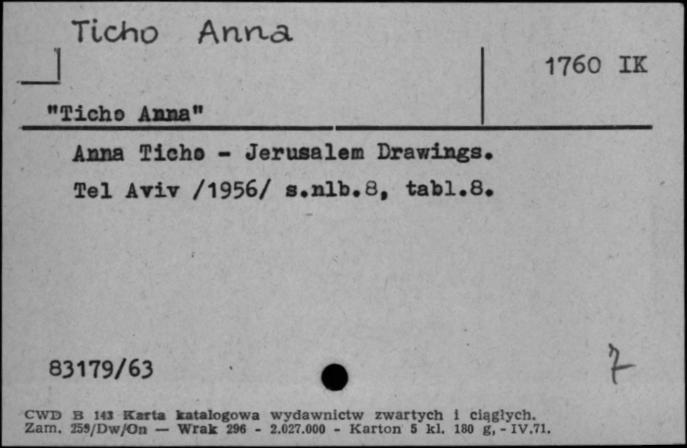 Ticho Anna
1760 IK
"Ticho Anna"
Anna Ticho - Jerusalem Drawings.
Tel Aviv /1956/ s.nlb.8, tabl.8.
83179/63
7
CWD B 143 Karta katalogowa wydawnictw zwartych i ciągłych.
Zam. 259/Dw/On — Wrak 296 - 2.027.000 - Karton 5 kl. 180 g, - IV.71.